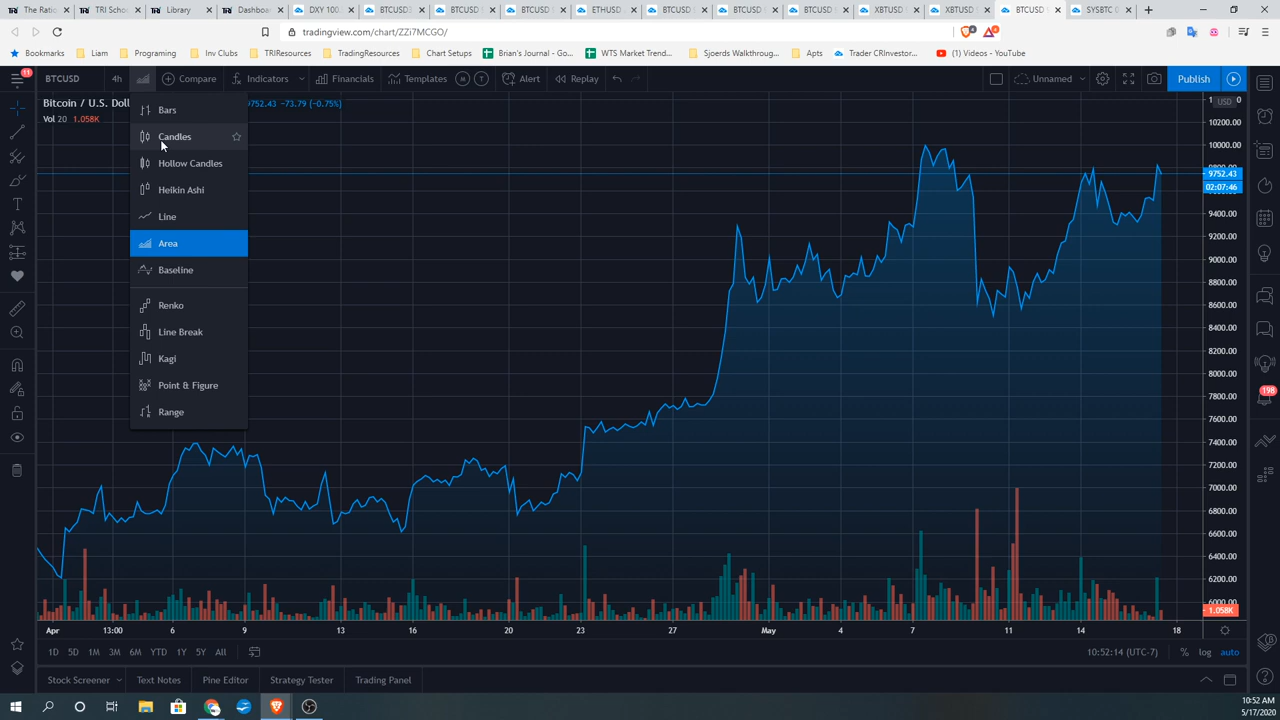 The Ratio
TRI Schoo
Library
Dashboar
DXY 100.
BTCUSD3
BTCUSD
BTCUSD
ETHUSD
BTCUSD
BTCUSD
BTCUSD
XBTUSD
XBTUSD
BTCUSD
SYSBTC 0
tradingview.com/chart/ZZi7MCGO/
Bookmarks Liam Programing Inv Clubs TRIResources TradingResources Chart Setups Brian's Journal - Go... WTS Market Trend... Sjoerds Walkthroug... Apts Trader CRInvestor... (1) Videos - YouTube
11 BTCUSD 4h Compare Indicators Financials Templates M T Alert Replay Unnamed Publish
Bitcoin / U.S. Doll 9752.43 -73.79 (-0.75%)
Vol 20 1.058K
Bars
Candles
Hollow Candles
Heikin Ashi
Line
Area
Baseline
Renko
Line Break
Kagi
Point & Figure
Range
USD
10200.00
10000.00
9752.43
02:07:46
9400.00
9200.00
9000.00
8800.00
8600.00
8400.00
8200.00
8000.00
7800.00
7600.00
7400.00
7200.00
7000.00
6800.00
6600.00
6400.00
6200.00
1.058K
198
Apr 13:00 6 9 13 16 20 23 27 May 4 7 11 14 18
1D 5D 1M 3M 6M YTD 1Y 5Y All 10:52:14 (UTC-7) % log auto
Stock Screener Text Notes Pine Editor Strategy Tester Trading Panel
10:52 AM
5/17/2020